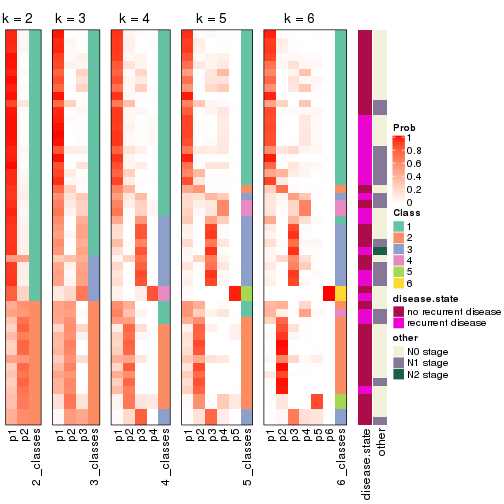 k = 2
k = 3
k = 4
k = 5
k = 6
p1
p2
2_classes
p1
p2
p3
3_classes
p1
p2
p3
p4
4_classes
p1
p2
p3
p4
p5
5_classes
p1
p2
p3
p4
p5
p6
6_classes
disease.state
other
Prob
1
0.8
0.6
0.4
0.2
0
Class
1
2
3
4
5
6
disease.state
no recurrent disease
recurrent disease
other
N0 stage
N1 stage
N2 stage